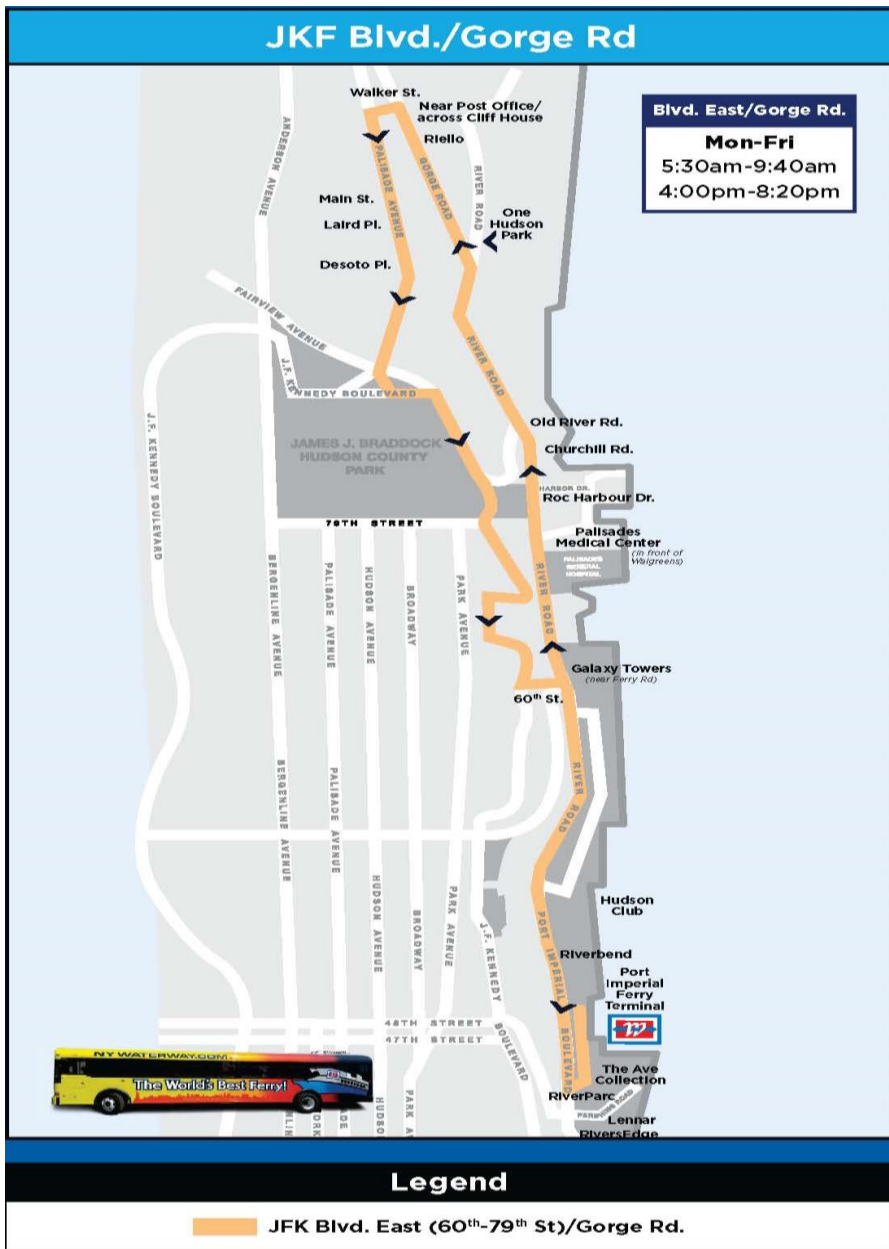 JKF Blvd./Gorge Rd
Walker St.
Near Post Office/
across Cliff House
Riello
Blvd. East/Gorge Rd.
Mon-Fri
5:30am-9:40am
4:00pm-8:20pm
ANDERSON AVENUE
PALISADE AVENUE
GORGE ROAD
RIVER ROAD
Main St.
Laird Pl.
Desoto Pl.
One
Hudson
Park
FAIRVIEW AVENUE
J.F. KENNEDY BOULEVARD
RIVER ROAD
Old River Rd.
Churchill Rd.
J.F. KENNEDY BOULEVARD
JAMES J. BRADDOCK
HUDSON COUNTY
PARK
HARBOR DR.
Roc Harbour Dr.
79TH STREET
Palisades
Medical Center
(in front of
Walgreens)
PALISADES
GENERAL
HOSPITAL
BERGENLINE AVENUE
PALISADE AVENUE
HUDSON AVENUE
BROADWAY
PARK AVENUE
RIVER ROAD
Galaxy Towers
(near Ferry Rd)
60th St.
RIVER ROAD
BERGENLINE AVENUE
PALISADE AVENUE
HUDSON AVENUE
BROADWAY
PARK AVENUE
J.F. KENNEDY BOULEVARD
Hudson
Club
PORT IMPERIAL BOULEVARD
Riverbend
Port
Imperial
Ferry
Terminal
48TH STREET
47TH STREET
NYWATERWAY.COM
The World's Best Ferry!
The Ave
Collection
RiverParc
Lennar
RiversEdge
Legend
JFK Blvd. East (60th-79th St)/Gorge Rd.